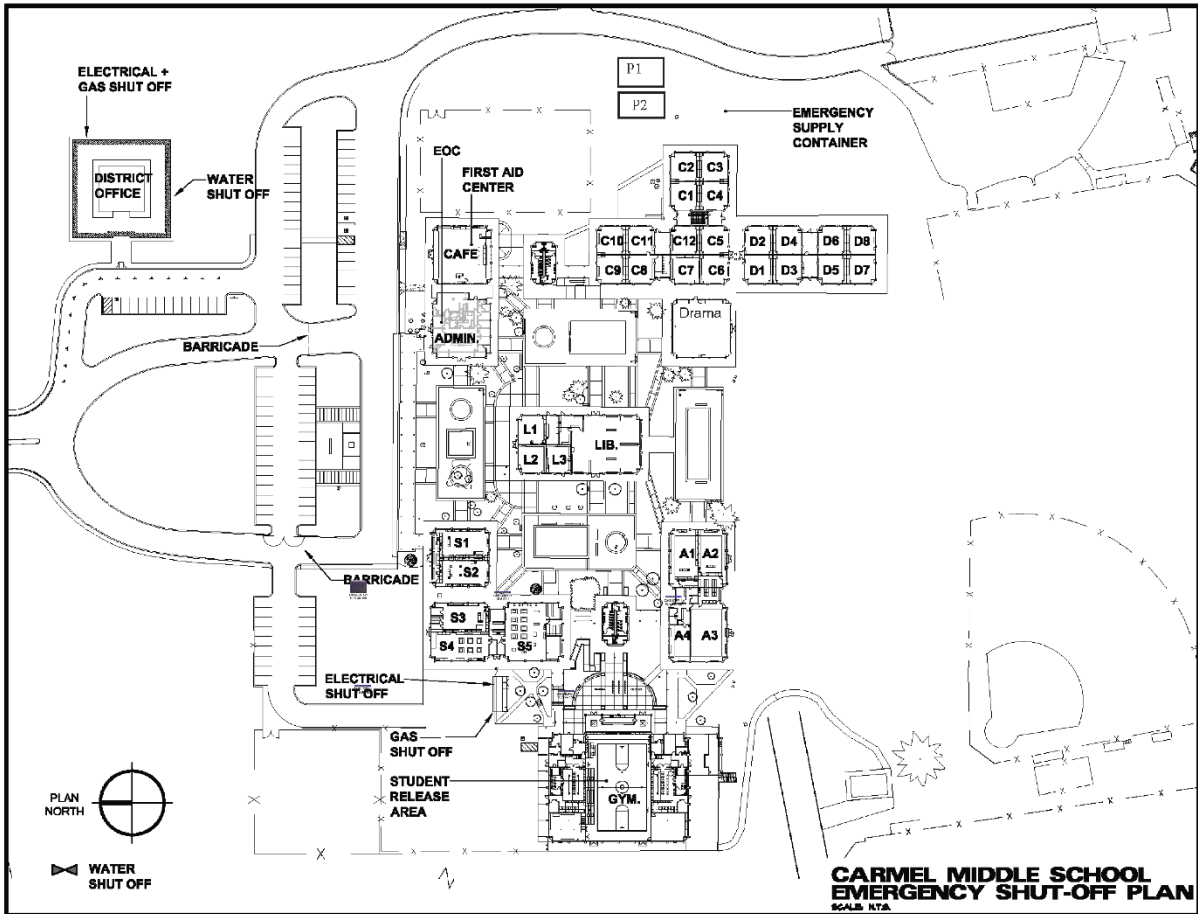 P1
P2
ELECTRICAL +
GAS SHUT OFF
EMERGENCY
SUPPLY
CONTAINER
EOC
FIRST AID
CENTER
DISTRICT
OFFICE
WATER
SHUT OFF
C2 C3
C1 C4
CAFE
C10 C11 C12 C5 D2 D4 D6 D8
C9 C8 C7 C6 D1 D3 D5 D7
Drama
ADMIN.
BARRICADE
L1
L2 L3 LIB.
S1
S2
A1 A2
BARRICADE
S3
S4 S5
A4 A3
ELECTRICAL
SHUT OFF
GAS
SHUT OFF
STUDENT
RELEASE
AREA
GYM.
PLAN
NORTH
WATER
SHUT OFF
CARMEL MIDDLE SCHOOL
EMERGENCY SHUT-OFF PLAN
SCALE: N.T.S.